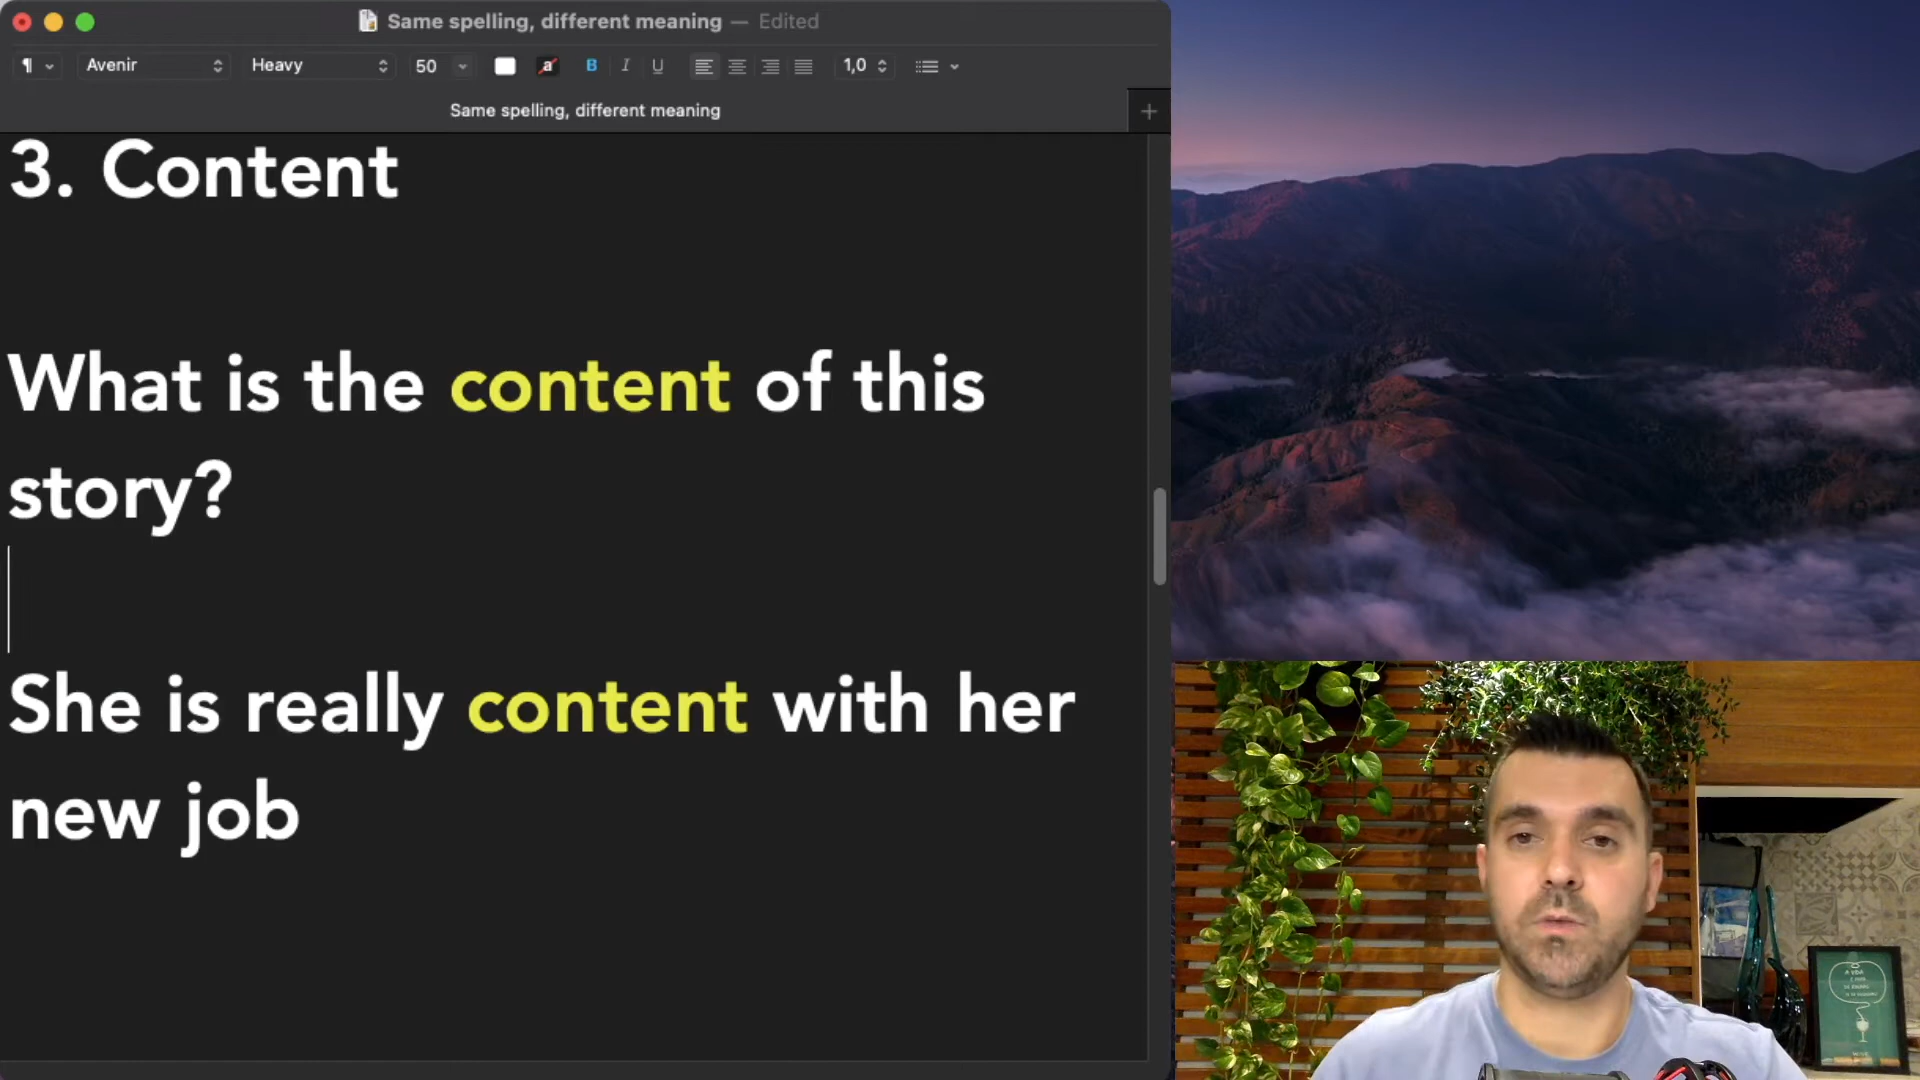 Same spelling, different meaning — Edited
¶ Avenir Heavy 50 a B I U 1,0
Same spelling, different meaning +
3. Content
What is the content of this
story?
She is really content with her
new job
A VIDA